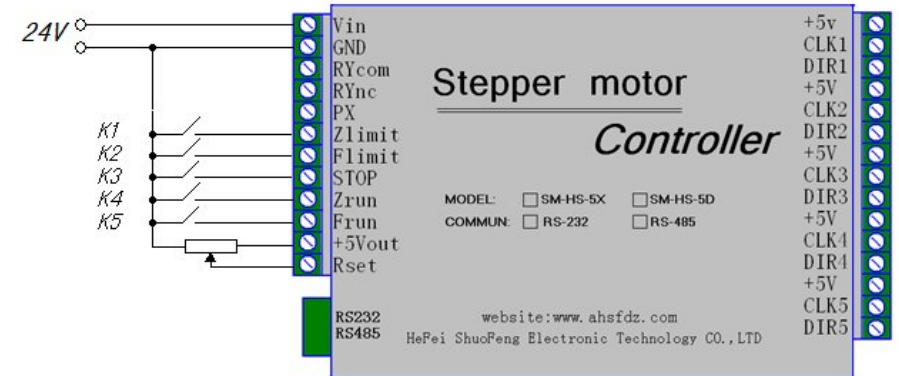 24V
Vin
GND
RYcom
RYnc
PX
K1 Zlimit
K2 Flimit
K3 STOP
K4 Zrun
K5 Frun
+5Vout
Rset
RS232
RS485
Stepper motor
Controller
MODEL: SM-HS-5X SM-HS-5D
COMMUN: RS-232 RS-485
website:www.ahsfdz.com
HeFei ShuoFeng Electronic Technology CO.,LTD
+5v
CLK1
DIR1
+5V
CLK2
DIR2
+5V
CLK3
DIR3
+5V
CLK4
DIR4
+5V
CLK5
DIR5